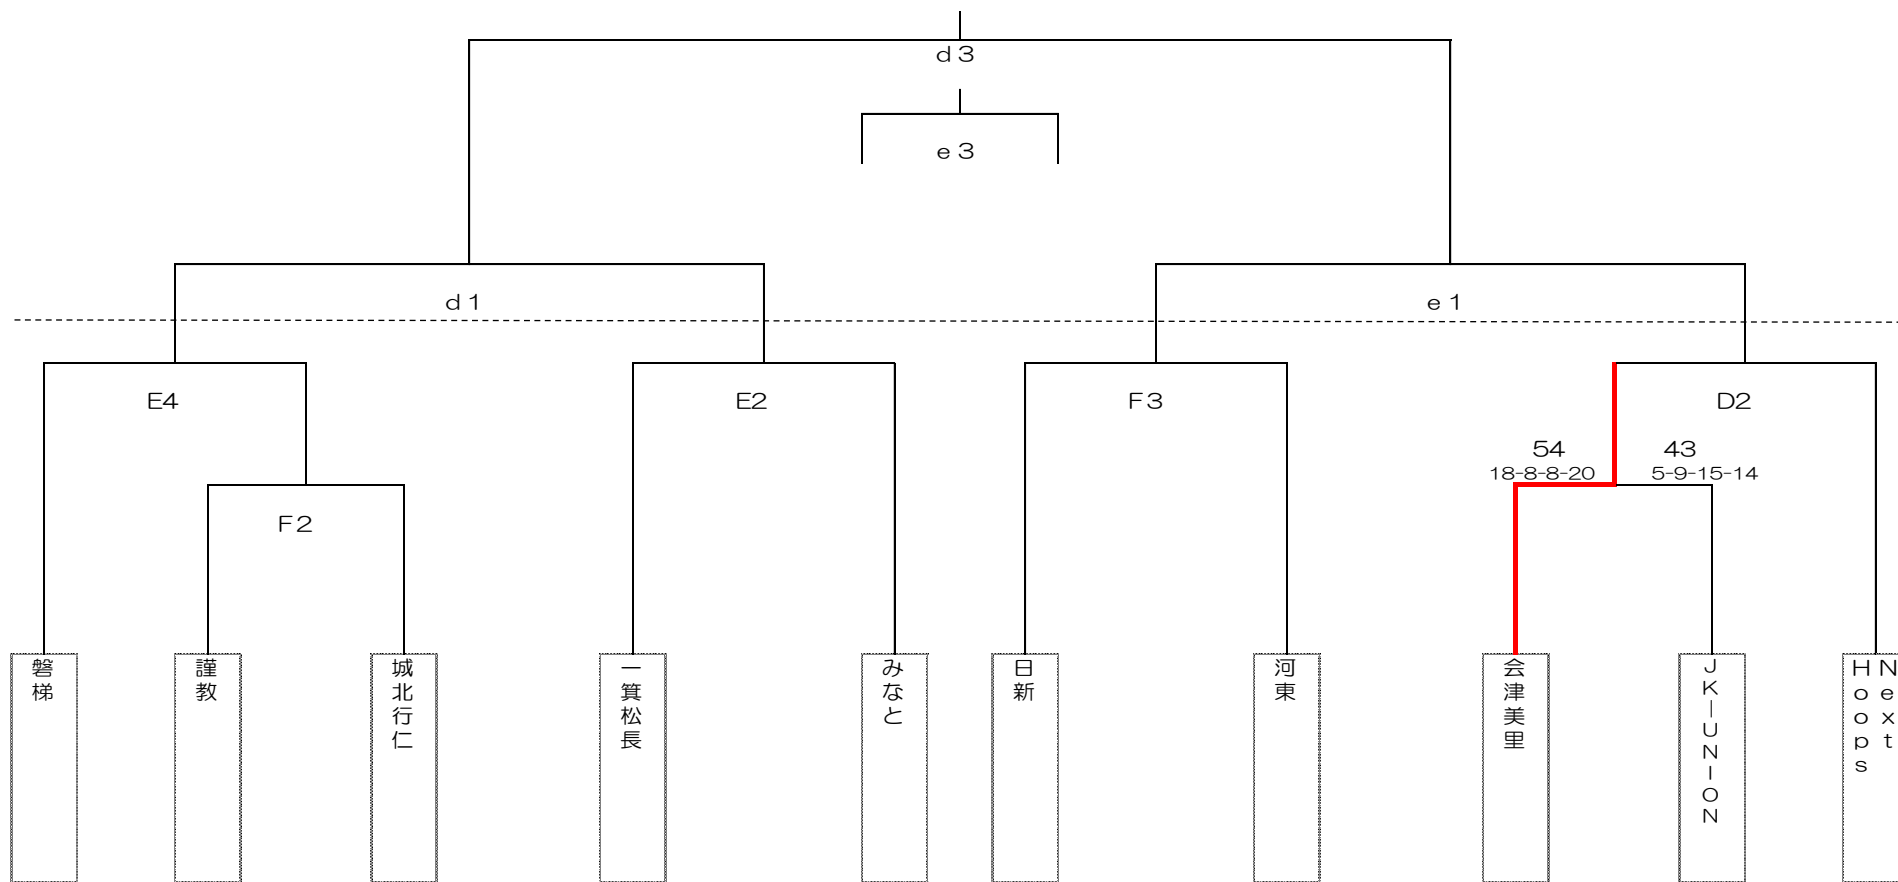 d3
e3
d1
e1
E4
E2
F3
D2
54
43
18-8-8-20
5-9-15-14
F2
磐梯
謹教
城北行仁
一箕松長
みなと
日新
河東
会津美里
JK-UNION
Next
Hoops